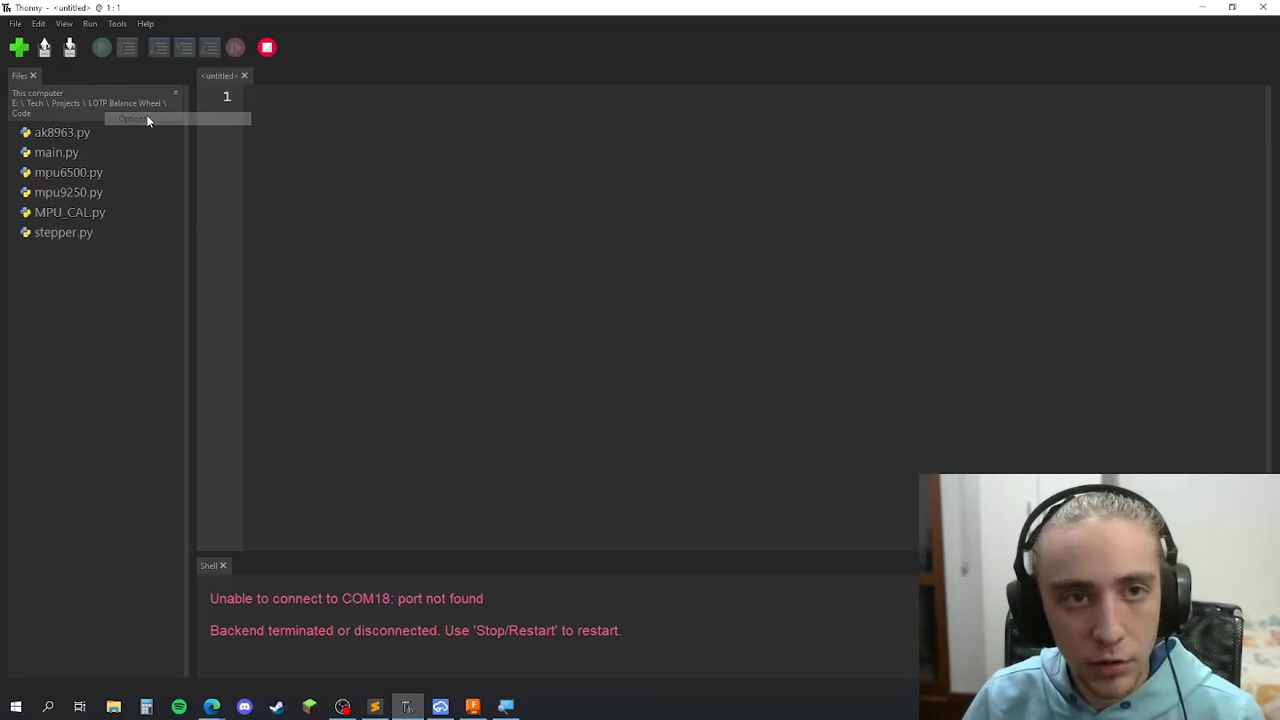 Thonny - <untitled> @ 1 : 1
File Edit View Run Tools Help
Files
<untitled>
This computer
E: \ Tech \ Projects \ LOTP Balance Wheel \
Code
1
Options
ak8963.py
main.py
mpu6500.py
mpu9250.py
MPU_CAL.py
stepper.py
Shell
Unable to connect to COM18: port not found
Backend terminated or disconnected. Use 'Stop/Restart' to restart.